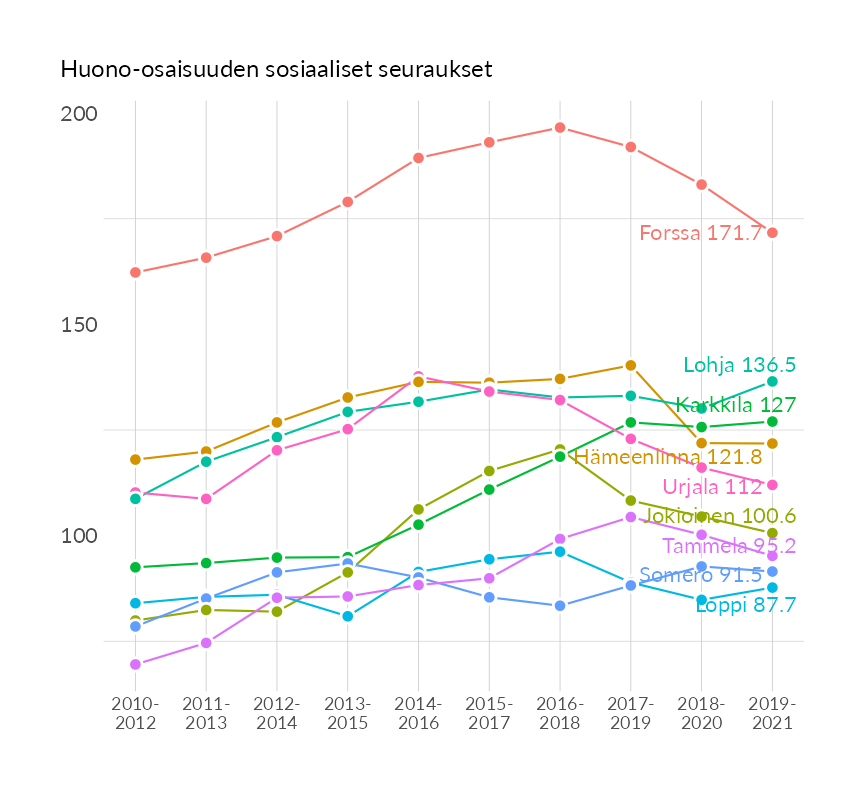 Huono-osaisuuden sosiaaliset seuraukset
200
150
100
Forssa 171.7
Lohja 136.5
Karkkila 127
Hämeenlinna 121.8
Urjala 112
Jokioinen 100.6
Tammela 95.2
Somero 91.5
Loppi 87.7
2010-
2012
2011-
2013
2012-
2014
2013-
2015
2014-
2016
2015-
2017
2016-
2018
2017-
2019
2018-
2020
2019-
2021